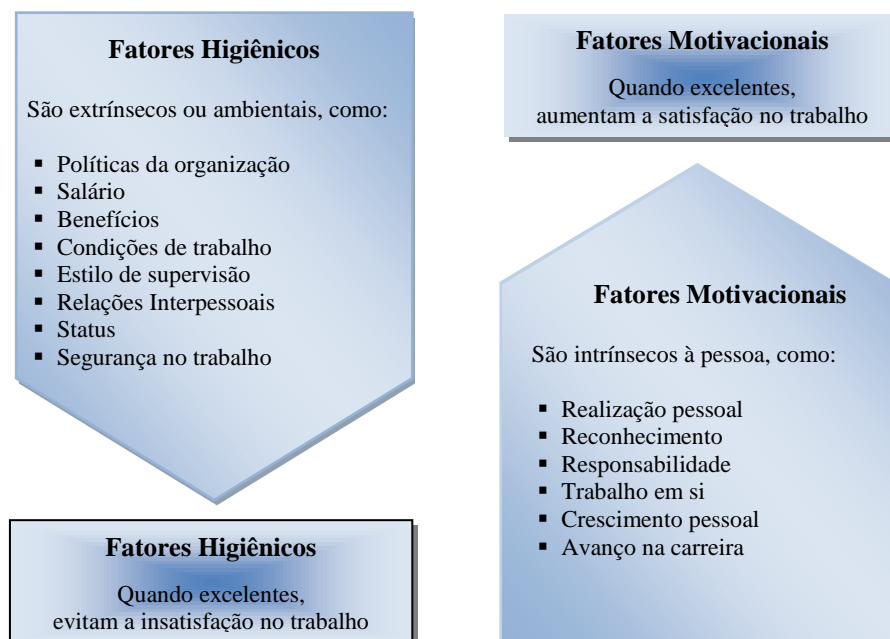 Fatores Higiênicos
São extrínsecos ou ambientais, como:
▪ Políticas da organização
▪ Salário
▪ Benefícios
▪ Condições de trabalho
▪ Estilo de supervisão
▪ Relações Interpessoais
▪ Status
▪ Segurança no trabalho
Fatores Higiênicos
Quando excelentes,
evitam a insatisfação no trabalho
Fatores Motivacionais
Quando excelentes,
aumentam a satisfação no trabalho
Fatores Motivacionais
São intrínsecos à pessoa, como:
▪ Realização pessoal
▪ Reconhecimento
▪ Responsabilidade
▪ Trabalho em si
▪ Crescimento pessoal
▪ Avanço na carreira